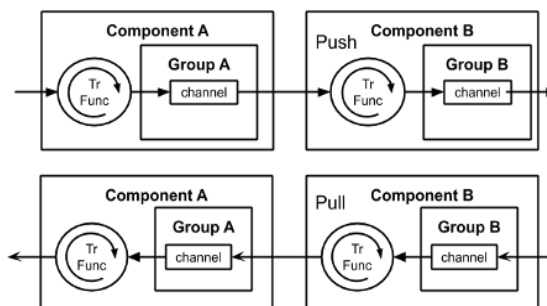 Component A
Group A
Tr
Func
channel
Push
Component B
Group B
Tr
Func
channel
Component A
Group A
Tr
Func
channel
Pull
Component B
Group B
Tr
Func
channel